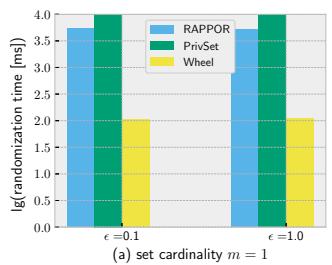 lg(randomization time [ms])
4.0
3.5
3.0
2.5
2.0
1.5
1.0
0.5
0.0
RAPPOR
PrivSet
Wheel
ϵ =0.1
ϵ =1.0
(a) set cardinality m = 1